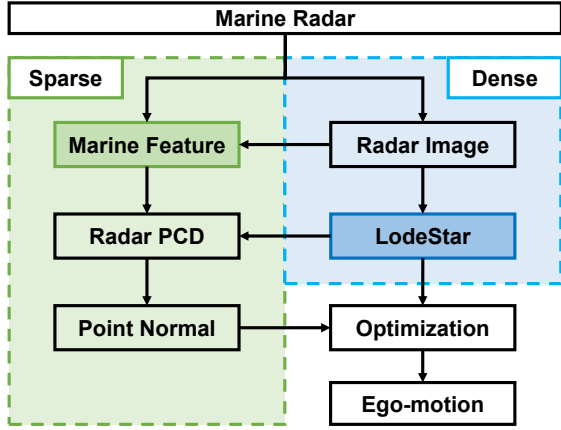 Marine Radar
Sparse
Dense
Marine Feature
Radar Image
Radar PCD
LodeStar
Point Normal
Optimization
Ego-motion